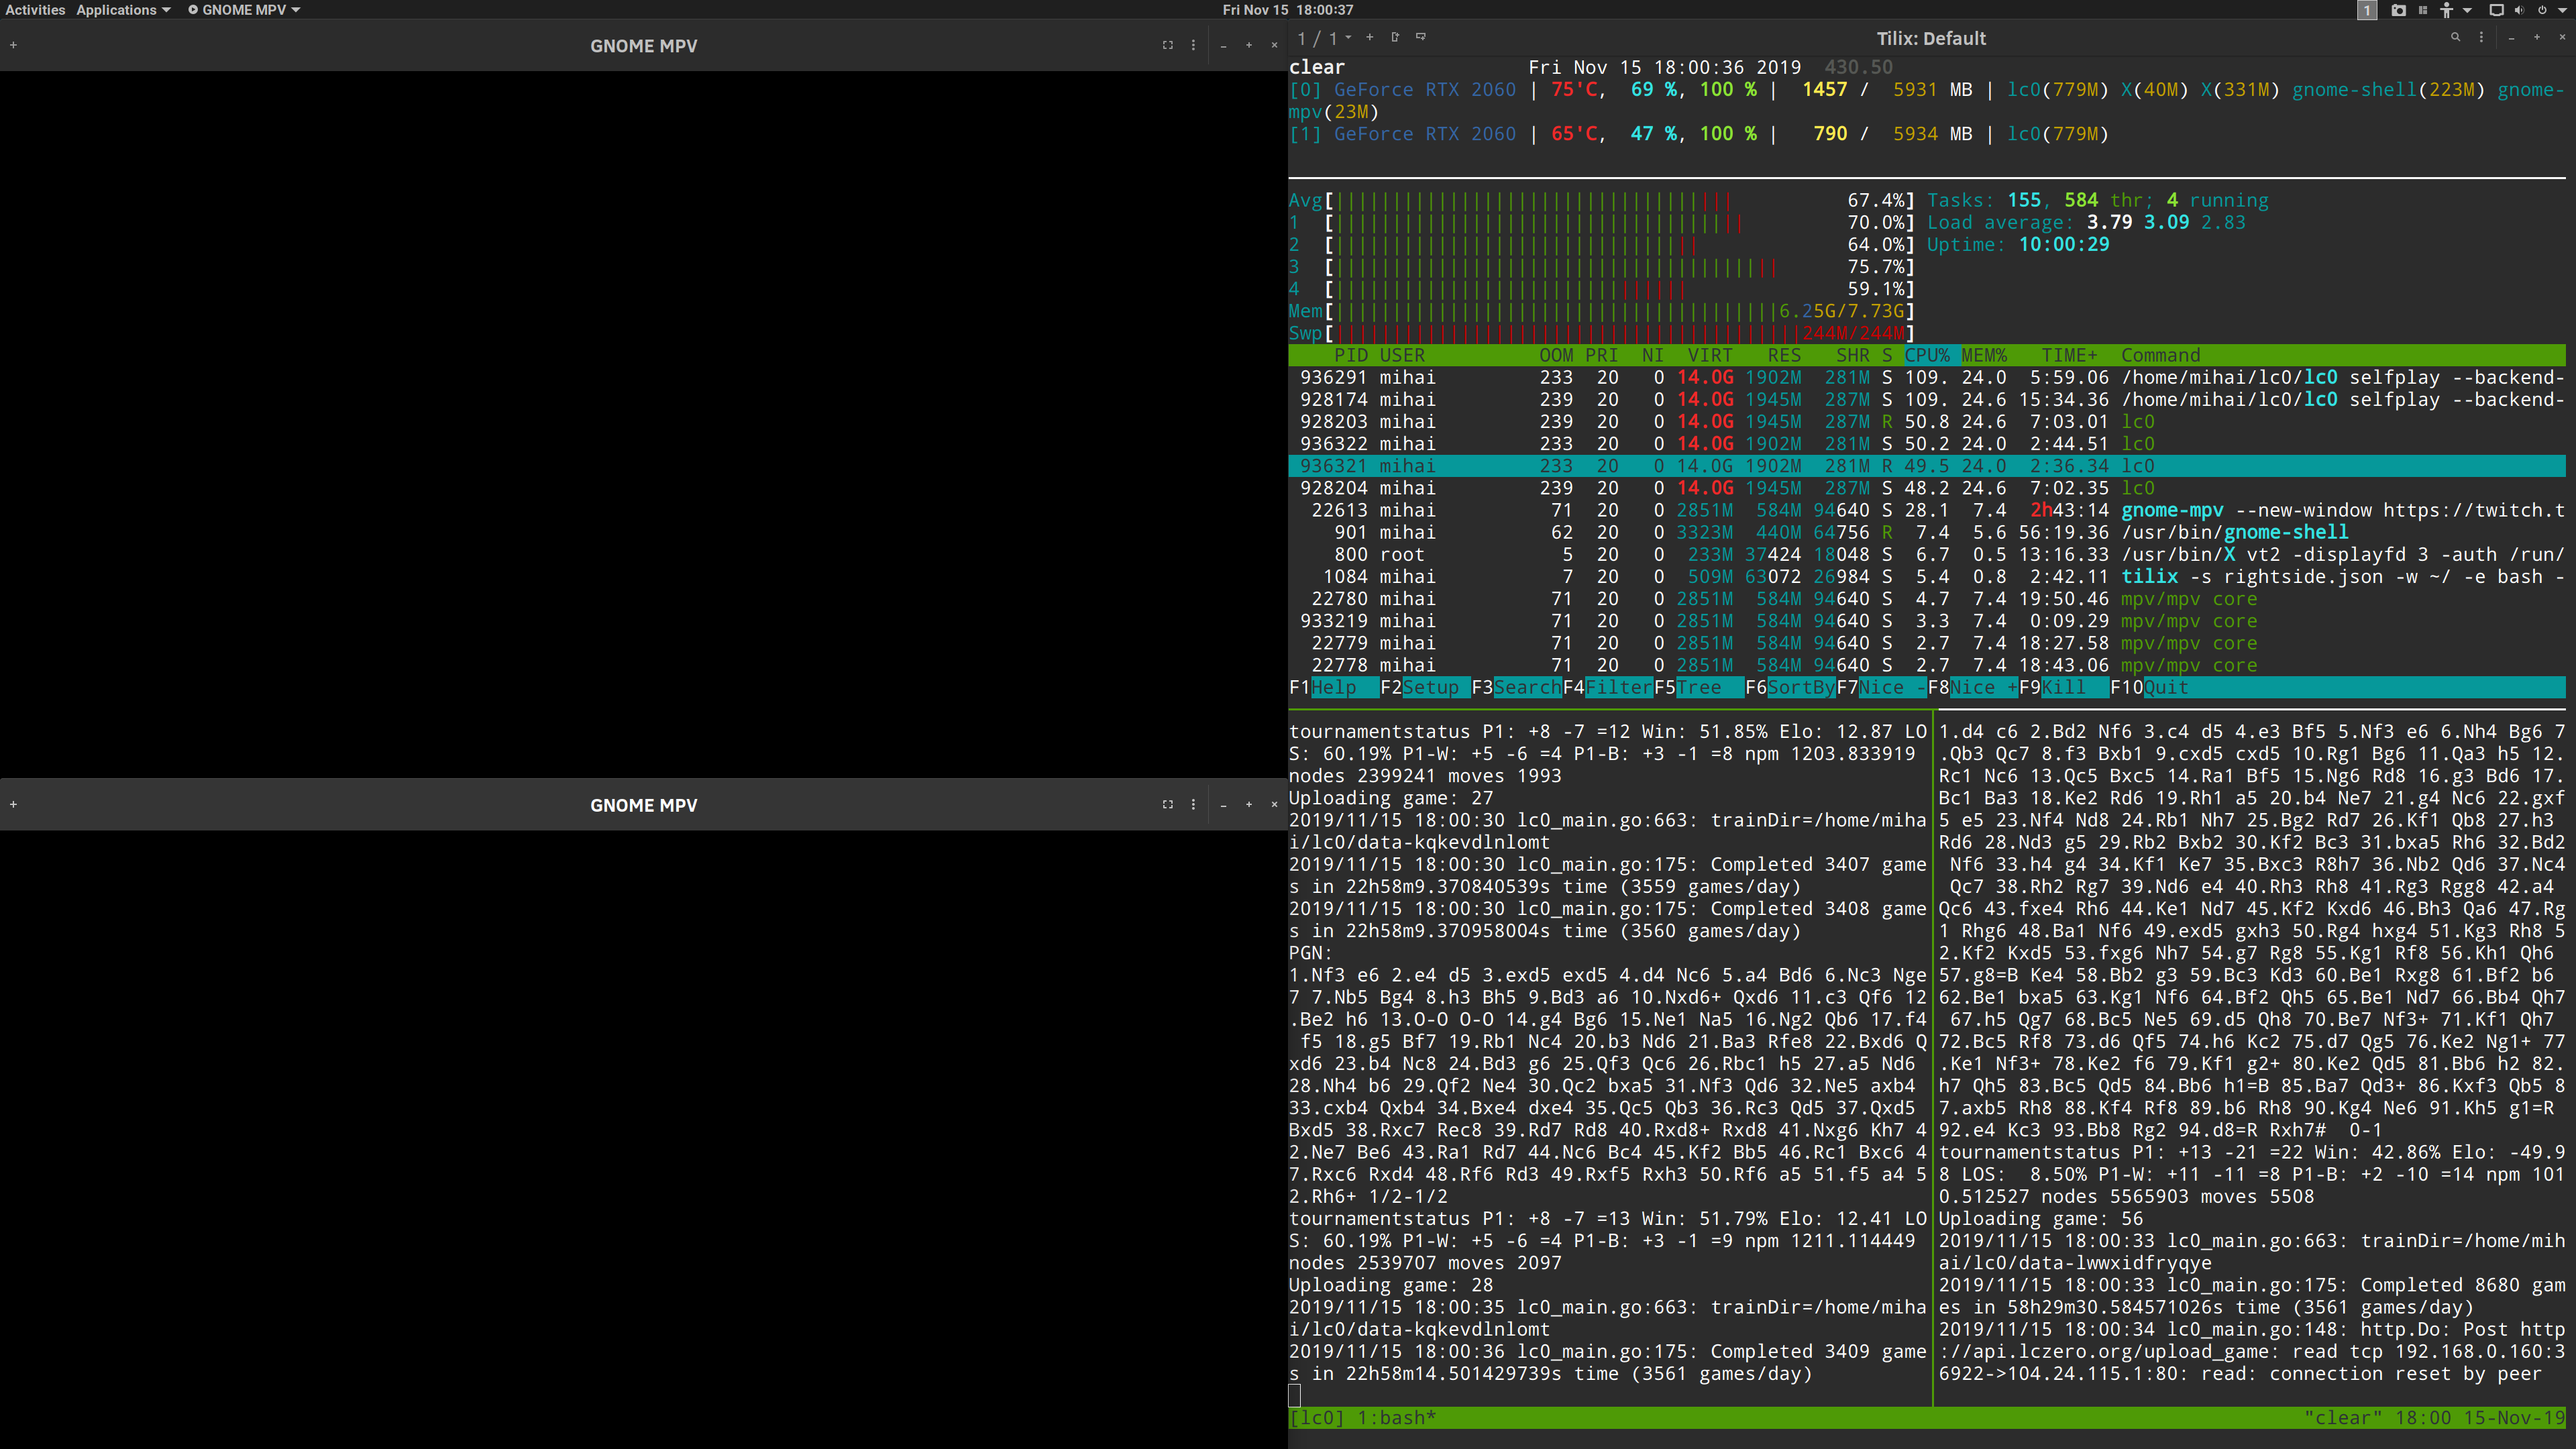 Activities Applications GNOME MPV Fri Nov 15 18:00:37 1
GNOME MPV
GNOME MPV
1 / 1 Tilix: Default
clear Fri Nov 15 18:00:36 2019 430.50
[0] GeForce RTX 2060 | 75'C, 69 %, 100 % | 1457 / 5931 MB | lc0(779M) X(40M) X(331M) gnome-shell(223M) gnome-
mpv(23M)
[1] GeForce RTX 2060 | 65'C, 47 %, 100 % | 790 / 5934 MB | lc0(779M)
Avg[ 67.4%] Tasks: 155, 584 thr; 4 running
1 [ 70.0%] Load average: 3.79 3.09 2.83
2 [ 64.0%] Uptime: 10:00:29
3 [ 75.7%]
4 [ 59.1%]
Mem[ 6.25G/7.73G]
Swp[ 244M/244M]
PID USER OOM PRI NI VIRT RES SHR S CPU% MEM% TIME+ Command
936291 mihai 233 20 0 14.0G 1902M 281M S 109. 24.0 5:59.06 /home/mihai/lc0/lc0 selfplay --backend-
928174 mihai 239 20 0 14.0G 1945M 287M S 109. 24.6 15:34.36 /home/mihai/lc0/lc0 selfplay --backend-
928203 mihai 239 20 0 14.0G 1945M 287M R 50.8 24.6 7:03.01 lc0
936322 mihai 233 20 0 14.0G 1902M 281M S 50.2 24.0 2:44.51 lc0
936321 mihai 233 20 0 14.0G 1902M 281M R 49.5 24.0 2:36.34 lc0
928204 mihai 239 20 0 14.0G 1945M 287M S 48.2 24.6 7:02.35 lc0
22613 mihai 71 20 0 2851M 584M 94640 S 28.1 7.4 2h43:14 gnome-mpv --new-window https://twitch.t
901 mihai 62 20 0 3323M 440M 64756 R 7.4 5.6 56:19.36 /usr/bin/gnome-shell
800 root 5 20 0 233M 37424 18048 S 6.7 0.5 13:16.33 /usr/bin/X vt2 -displayfd 3 -auth /run/
1084 mihai 7 20 0 509M 63072 26984 S 5.4 0.8 2:42.11 tilix -s rightside.json -w ~/ -e bash -
22780 mihai 71 20 0 2851M 584M 94640 S 4.7 7.4 19:50.46 mpv/mpv core
933219 mihai 71 20 0 2851M 584M 94640 S 3.3 7.4 0:09.29 mpv/mpv core
22779 mihai 71 20 0 2851M 584M 94640 S 2.7 7.4 18:27.58 mpv/mpv core
22778 mihai 71 20 0 2851M 584M 94640 S 2.7 7.4 18:43.06 mpv/mpv core
F1Help F2Setup F3SearchF4FilterF5Tree F6SortByF7Nice -F8Nice +F9Kill F10Quit
tournamentstatus P1: +8 -7 =12 Win: 51.85% Elo: 12.87 LO
S: 60.19% P1-W: +5 -6 =4 P1-B: +3 -1 =8 npm 1203.833919
nodes 2399241 moves 1993
Uploading game: 27
2019/11/15 18:00:30 lc0_main.go:663: trainDir=/home/miha
i/lc0/data-kqkevdlnlomt
2019/11/15 18:00:30 lc0_main.go:175: Completed 3407 game
s in 22h58m9.370840539s time (3559 games/day)
2019/11/15 18:00:30 lc0_main.go:175: Completed 3408 game
s in 22h58m9.370958004s time (3560 games/day)
PGN:
1.Nf3 e6 2.e4 d5 3.exd5 exd5 4.d4 Nc6 5.a4 Bd6 6.Nc3 Nge
7 7.Nb5 Bg4 8.h3 Bh5 9.Bd3 a6 10.Nxd6+ Qxd6 11.c3 Qf6 12
.Be2 h6 13.O-O O-O 14.g4 Bg6 15.Ne1 Na5 16.Ng2 Qb6 17.f4
f5 18.g5 Bf7 19.Rb1 Nc4 20.b3 Nd6 21.Ba3 Rfe8 22.Bxd6 Q
xd6 23.b4 Nc8 24.Bd3 g6 25.Qf3 Qc6 26.Rbc1 h5 27.a5 Nd6
28.Nh4 b6 29.Qf2 Ne4 30.Qc2 bxa5 31.Nf3 Qd6 32.Ne5 axb4
33.cxb4 Qxb4 34.Bxe4 dxe4 35.Qc5 Qb3 36.Rc3 Qd5 37.Qxd5
Bxd5 38.Rxc7 Rec8 39.Rd7 Rd8 40.Rxd8+ Rxd8 41.Nxg6 Kh7 4
2.Ne7 Be6 43.Ra1 Rd7 44.Nc6 Bc4 45.Kf2 Bb5 46.Rc1 Bxc6 4
7.Rxc6 Rxd4 48.Rf6 Rd3 49.Rxf5 Rxh3 50.Rf6 a5 51.f5 a4 5
2.Rh6+ 1/2-1/2
tournamentstatus P1: +8 -7 =13 Win: 51.79% Elo: 12.41 LO
S: 60.19% P1-W: +5 -6 =4 P1-B: +3 -1 =9 npm 1211.114449
nodes 2539707 moves 2097
Uploading game: 28
2019/11/15 18:00:35 lc0_main.go:663: trainDir=/home/miha
i/lc0/data-kqkevdlnlomt
2019/11/15 18:00:36 lc0_main.go:175: Completed 3409 game
s in 22h58m14.501429739s time (3561 games/day)
1.d4 c6 2.Bd2 Nf6 3.c4 d5 4.e3 Bf5 5.Nf3 e6 6.Nh4 Bg6 7
.Qb3 Qc7 8.f3 Bxb1 9.cxd5 cxd5 10.Rg1 Bg6 11.Qa3 h5 12.
Rc1 Nc6 13.Qc5 Bxc5 14.Ra1 Bf5 15.Ng6 Rd8 16.g3 Bd6 17.
Bc1 Ba3 18.Ke2 Rd6 19.Rh1 a5 20.b4 Ne7 21.g4 Nc6 22.gxf
5 e5 23.Nf4 Nd8 24.Rb1 Nh7 25.Bg2 Rd7 26.Kf1 Qb8 27.h3
Rd6 28.Nd3 g5 29.Rb2 Bxb2 30.Kf2 Bc3 31.bxa5 Rh6 32.Bd2
Nf6 33.h4 g4 34.Kf1 Ke7 35.Bxc3 R8h7 36.Nb2 Qd6 37.Nc4
Qc7 38.Rh2 Rg7 39.Nd6 e4 40.Rh3 Rh8 41.Rg3 Rgg8 42.a4
Qc6 43.fxe4 Rh6 44.Ke1 Nd7 45.Kf2 Kxd6 46.Bh3 Qa6 47.Rg
1 Rhg6 48.Ba1 Nf6 49.exd5 gxh3 50.Rg4 hxg4 51.Kg3 Rh8 5
2.Kf2 Kxd5 53.fxg6 Nh7 54.g7 Rg8 55.Kg1 Rf8 56.Kh1 Qh6
57.g8=B Ke4 58.Bb2 g3 59.Bc3 Kd3 60.Be1 Rxg8 61.Bf2 b6
62.Be1 bxa5 63.Kg1 Nf6 64.Bf2 Qh5 65.Be1 Nd7 66.Bb4 Qh7
67.h5 Qg7 68.Bc5 Ne5 69.d5 Qh8 70.Be7 Nf3+ 71.Kf1 Qh7
72.Bc5 Rf8 73.d6 Qf5 74.h6 Kc2 75.d7 Qg5 76.Ke2 Ng1+ 77
.Ke1 Nf3+ 78.Ke2 f6 79.Kf1 g2+ 80.Ke2 Qd5 81.Bb6 h2 82.
h7 Qh5 83.Bc5 Qd5 84.Bb6 h1=B 85.Ba7 Qd3+ 86.Kxf3 Qb5 8
7.axb5 Rh8 88.Kf4 Rf8 89.b6 Rh8 90.Kg4 Ne6 91.Kh5 g1=R
92.e4 Kc3 93.Bb8 Rg2 94.d8=R Rxh7# 0-1
tournamentstatus P1: +13 -21 =22 Win: 42.86% Elo: -49.9
8 LOS: 8.50% P1-W: +11 -11 =8 P1-B: +2 -10 =14 npm 101
0.512527 nodes 5565903 moves 5508
Uploading game: 56
2019/11/15 18:00:33 lc0_main.go:663: trainDir=/home/mih
ai/lc0/data-lwwxidfryqye
2019/11/15 18:00:33 lc0_main.go:175: Completed 8680 gam
es in 58h29m30.584571026s time (3561 games/day)
2019/11/15 18:00:34 lc0_main.go:148: http.Do: Post http
://api.lczero.org/upload_game: read tcp 192.168.0.160:3
6922->104.24.115.1:80: read: connection reset by peer
[lc0] 1:bash* "clear" 18:00 15-Nov-19